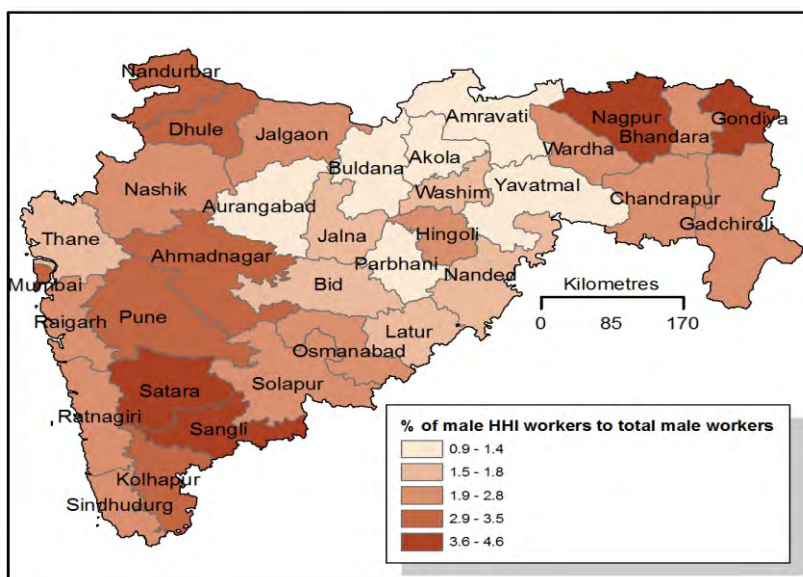 Nandurbar
Dhule
Jalgaon
Amravati
Nagpur
Gondiya
Bhandara
Akola
Buldana
Wardha
Nashik
Washim
Yavatmal
Chandrapur
Aurangabad
Gadchiroli
Thane
Jalna
Hingoli
Ahmadnagar
Parbhani
Nanded
Mumbai
Bid
Kilometres
Raigarh
Pune
0 85 170
Latur
Osmanabad
Satara
Solapur
Ratnagiri
Sangli
Kolhapur
Sindhudurg
% of male HHI workers to total male workers
0.9 - 1.4
1.5 - 1.8
1.9 - 2.8
2.9 - 3.5
3.6 - 4.6